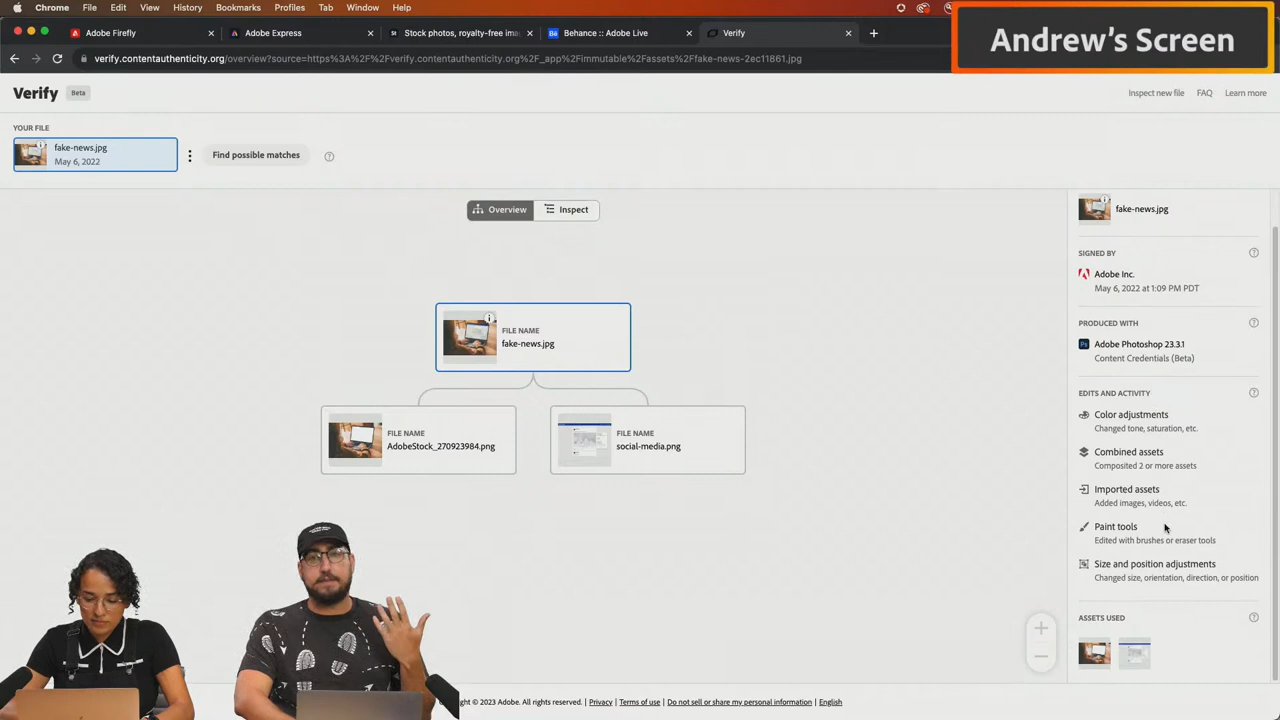 Chrome File Edit View History Bookmarks Profiles Tab Window Help
Andrew's Screen
Adobe Firefly
Adobe Express
Stock photos, royalty-free ima
Behance :: Adobe Live
Verify
verify.contentauthenticity.org/overview?source=https%3A%2F%2Fverify.contentauthenticity.org%2F_app%2Fimmutable%2Fassets%2Ffake-news-2ec11861.jpg
Verify Beta
Inspect new file FAQ Learn more
YOUR FILE
fake-news.jpg
May 6, 2022
Find possible matches
Overview Inspect
FILE NAME
fake-news.jpg
FILE NAME
AdobeStock_270923984.png
FILE NAME
social-media.png
fake-news.jpg
SIGNED BY
Adobe Inc.
May 6, 2022 at 1:09 PM PDT
PRODUCED WITH
Adobe Photoshop 23.3.1
Content Credentials (Beta)
EDITS AND ACTIVITY
Color adjustments
Changed tone, saturation, etc.
Combined assets
Composited 2 or more assets
Imported assets
Added images, videos, etc.
Paint tools
Edited with brushes or eraser tools
Size and position adjustments
Changed size, orientation, direction, or position
ASSETS USED
© 2023 Adobe. All rights reserved. | Privacy | Terms of use | Do not sell or share my personal information | English